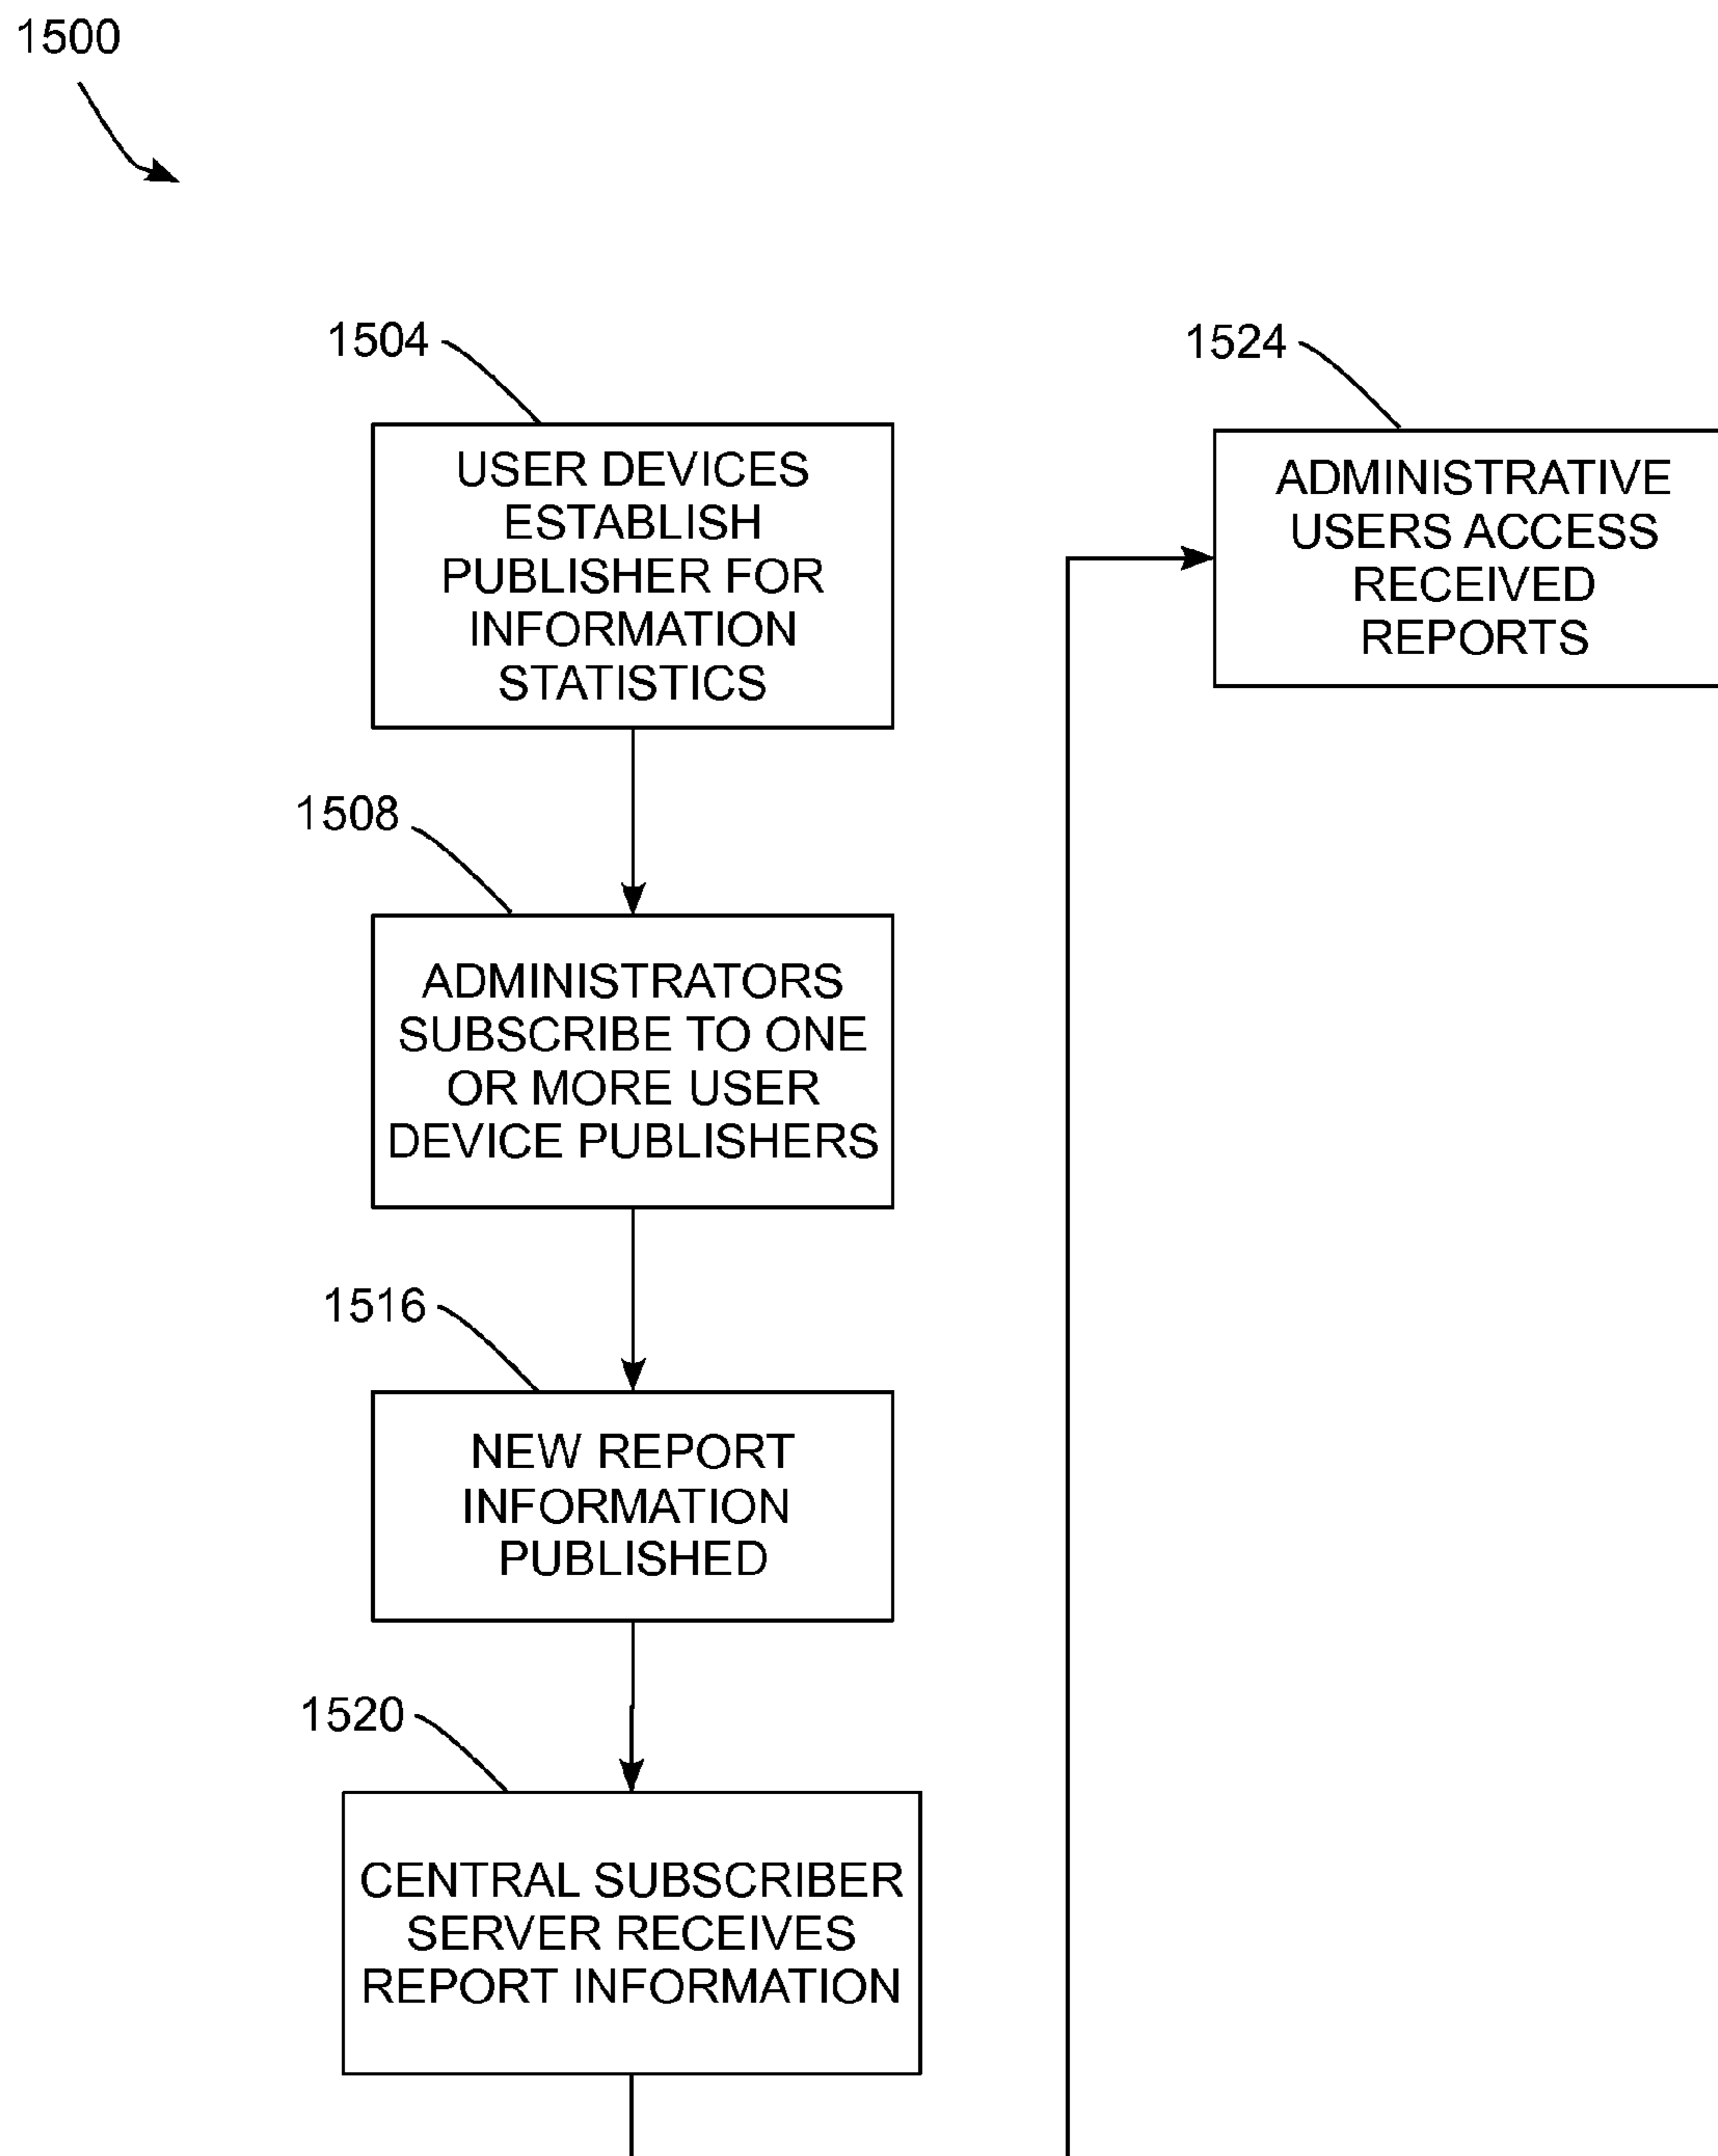 1500
1504
USER DEVICES
ESTABLISH
PUBLISHER FOR
INFORMATION
STATISTICS
1508
ADMINISTRATORS
SUBSCRIBE TO ONE
OR MORE USER
DEVICE PUBLISHERS
1516
NEW REPORT
INFORMATION
PUBLISHED
1520
CENTRAL SUBSCRIBER
SERVER RECEIVES
REPORT INFORMATION
1524
ADMINISTRATIVE
USERS ACCESS
RECEIVED
REPORTS